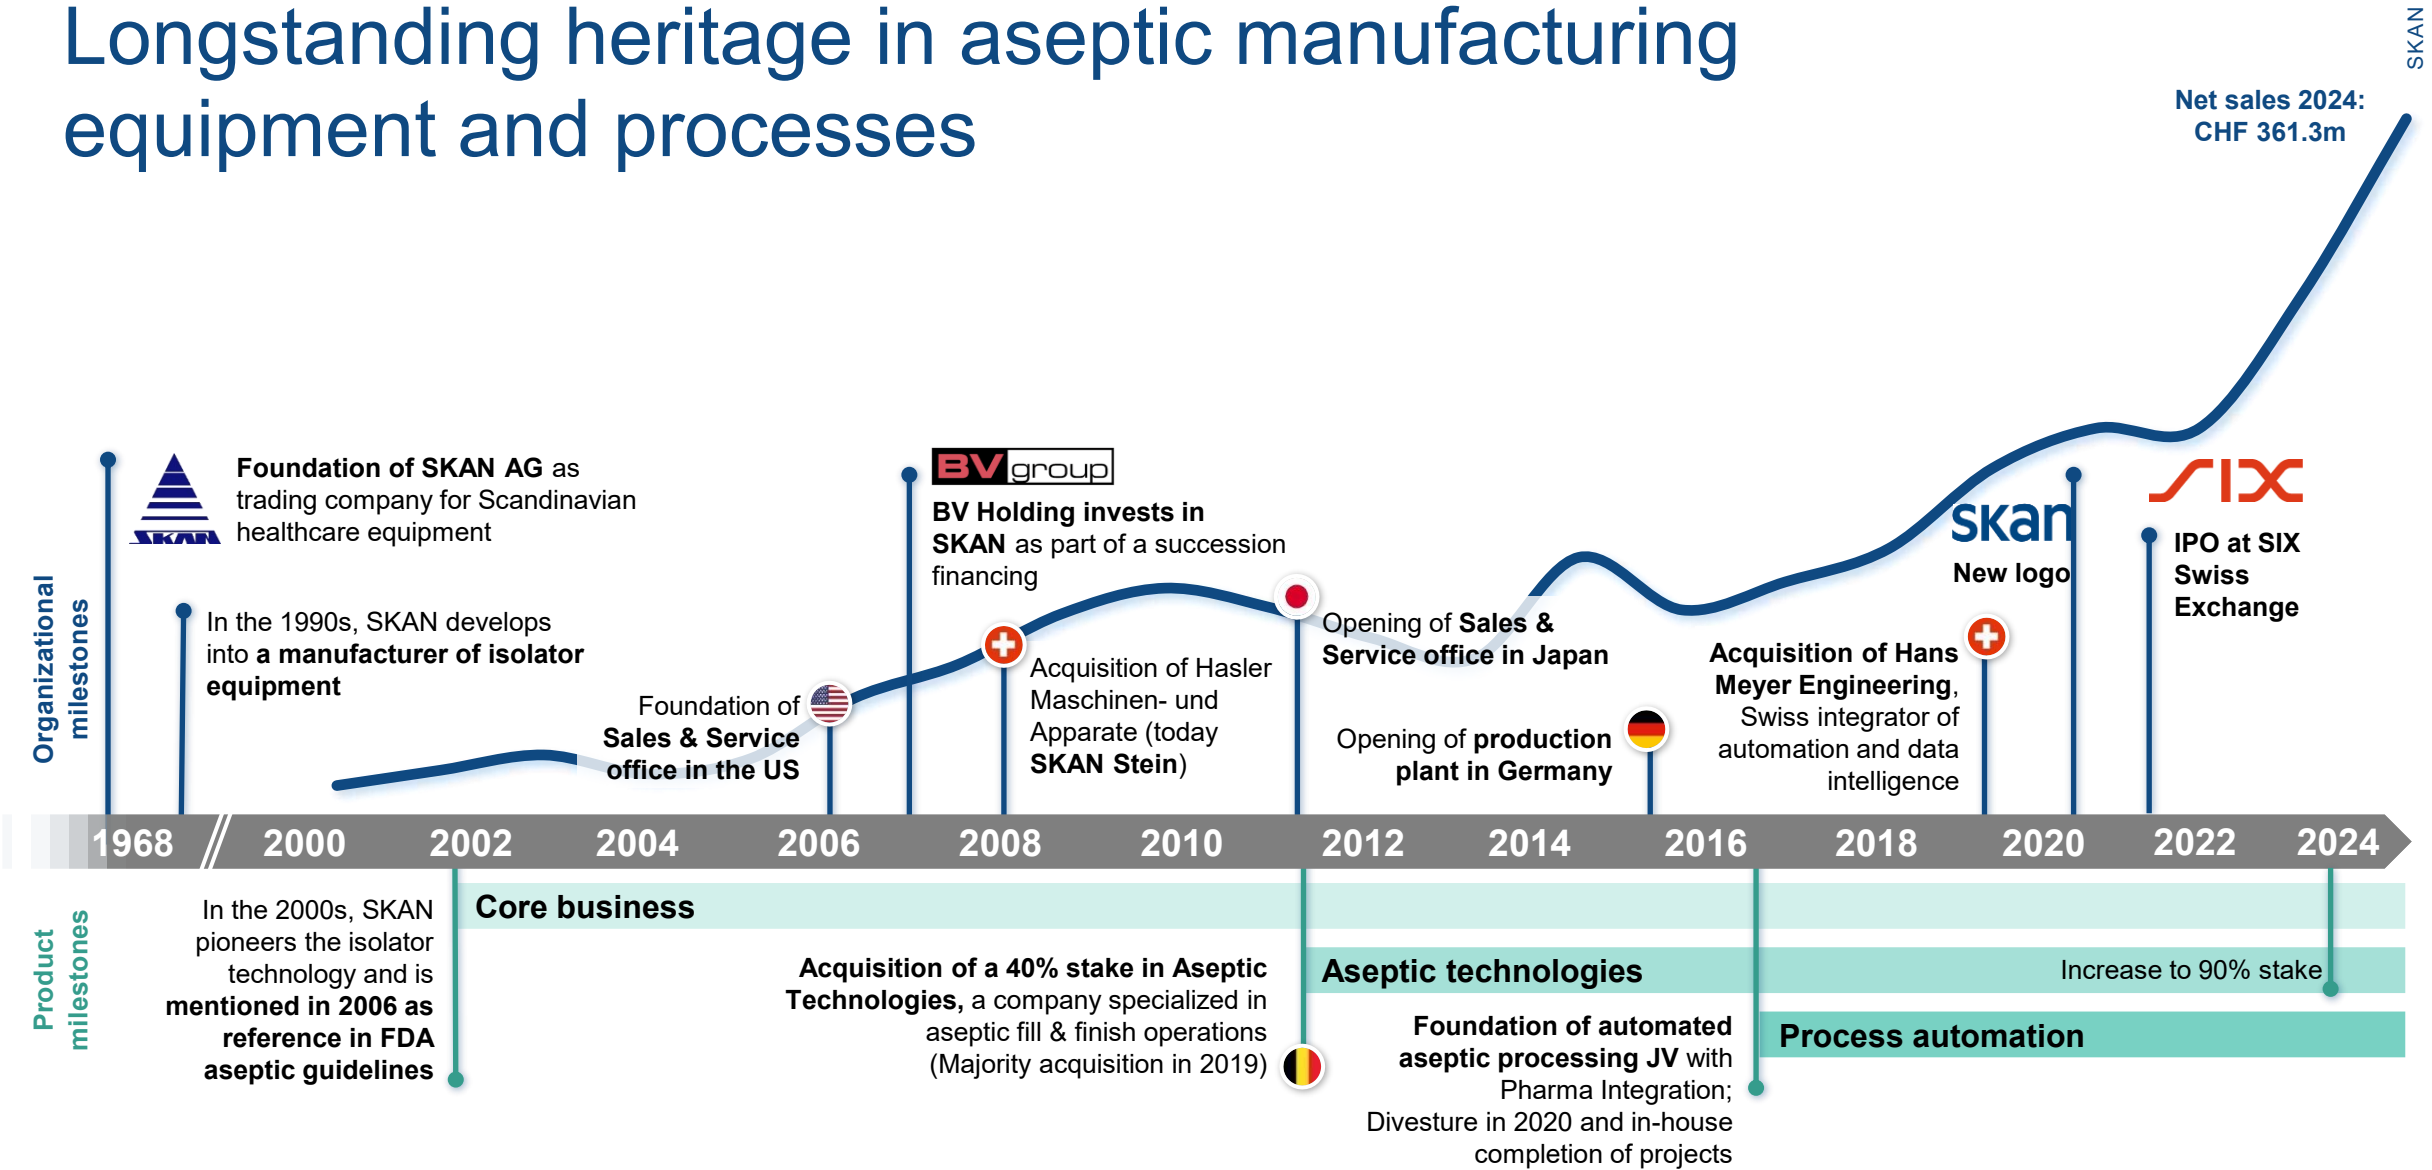 Longstanding heritage in aseptic manufacturing
equipment and processes
SKAN
Net sales 2024:
CHF 361.3m
Organizational
milestones
SKAN
Foundation of SKAN AG as
trading company for Scandinavian
healthcare equipment
In the 1990s, SKAN develops
into a manufacturer of isolator
equipment
Foundation of
Sales & Service
office in the US
BV group
BV Holding invests in
SKAN as part of a succession
financing
Acquisition of Hasler
Maschinen- und
Apparate (today
SKAN Stein)
Opening of Sales &
Service office in Japan
Opening of production
plant in Germany
Acquisition of Hans
Meyer Engineering,
Swiss integrator of
automation and data
intelligence
skan
New logo
SIX
IPO at SIX
Swiss
Exchange
1968 // 2000 2002 2004 2006 2008 2010 2012 2014 2016 2018 2020 2022 2024
Product
milestones
In the 2000s, SKAN
pioneers the isolator
technology and is
mentioned in 2006 as
reference in FDA
aseptic guidelines
Core business
Acquisition of a 40% stake in Aseptic
Technologies, a company specialized in
aseptic fill & finish operations
(Majority acquisition in 2019)
Aseptic technologies
Increase to 90% stake
Foundation of automated
aseptic processing JV with
Pharma Integration;
Divesture in 2020 and in-house
completion of projects
Process automation